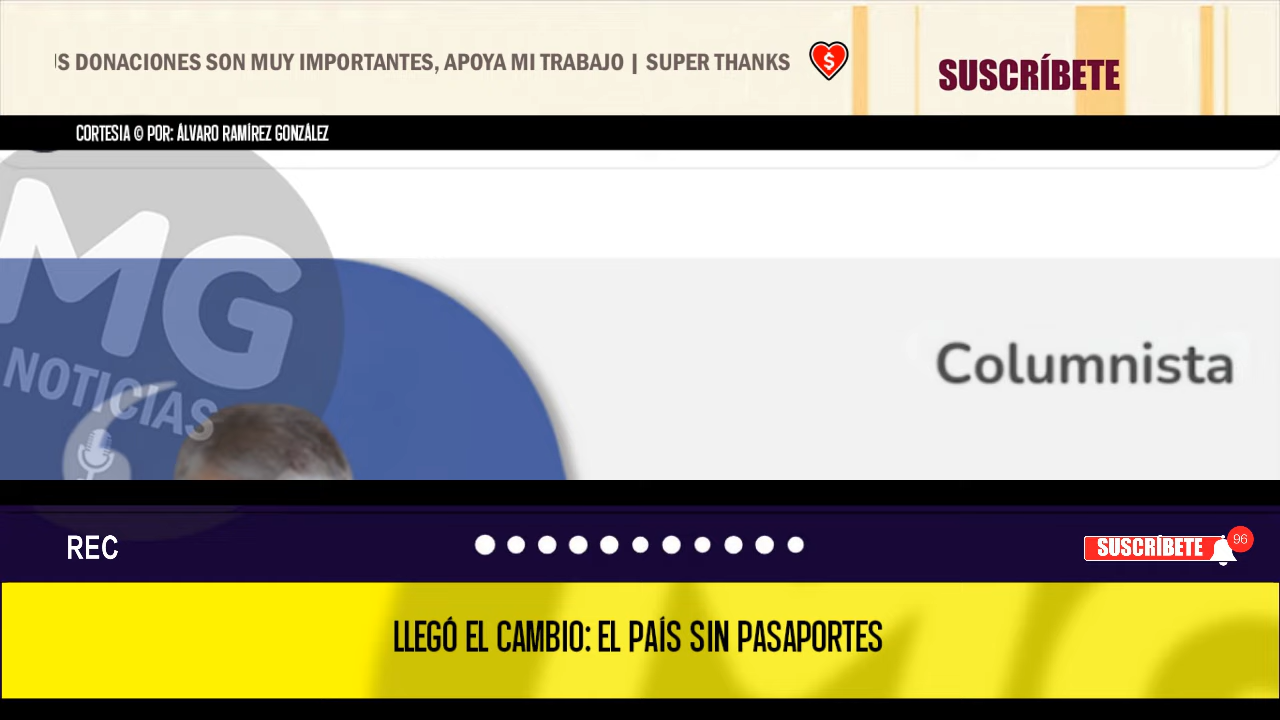 S DONACIONES SON MUY IMPORTANTES, APOYA MI TRABAJO | SUPER THANKS
$
SUSCRÍBETE
CORTESIA © POR: ÁLVARO RAMÍREZ GONZÁLEZ
MG
NOTICIAS
Columnista
REC
SUSCRÍBETE
96
LLEGÓ EL CAMBIO: EL PAÍS SIN PASAPORTES